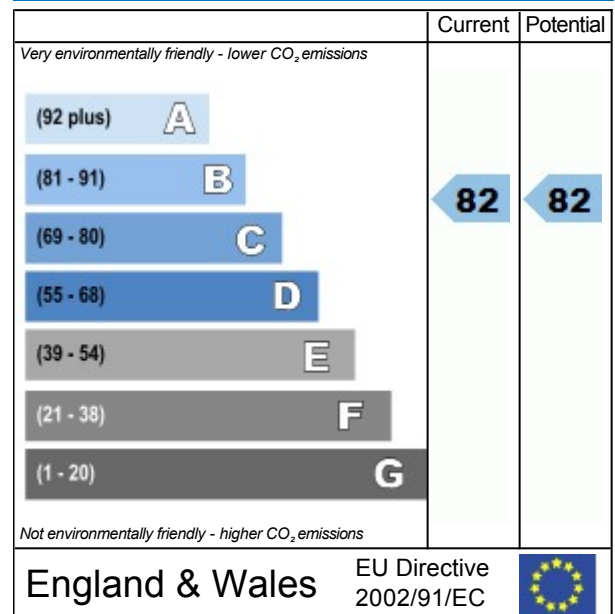 Current Potential
Very environmentally friendly - lower CO₂ emissions
(92 plus) A
(81 - 91) B
82 82
(69 - 80) C
(55 - 68) D
(39 - 54) E
(21 - 38) F
(1 - 20) G
Not environmentally friendly - higher CO₂ emissions
England & Wales
EU Directive
2002/91/EC